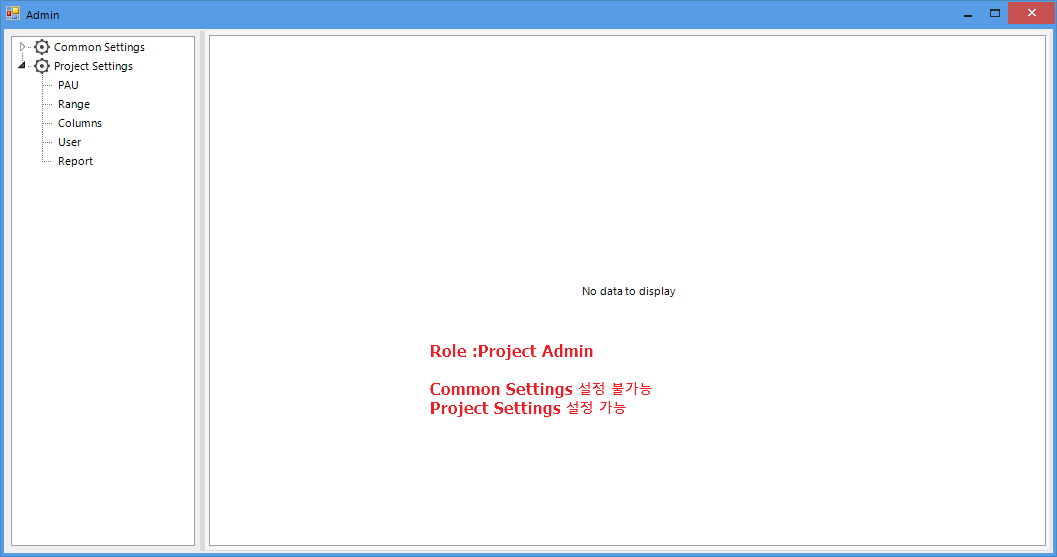 Admin
Common Settings
Project Settings
PAU
Range
Columns
User
Report
No data to display
Role :Project Admin
Common Settings 설정 불가능
Project Settings 설정 가능